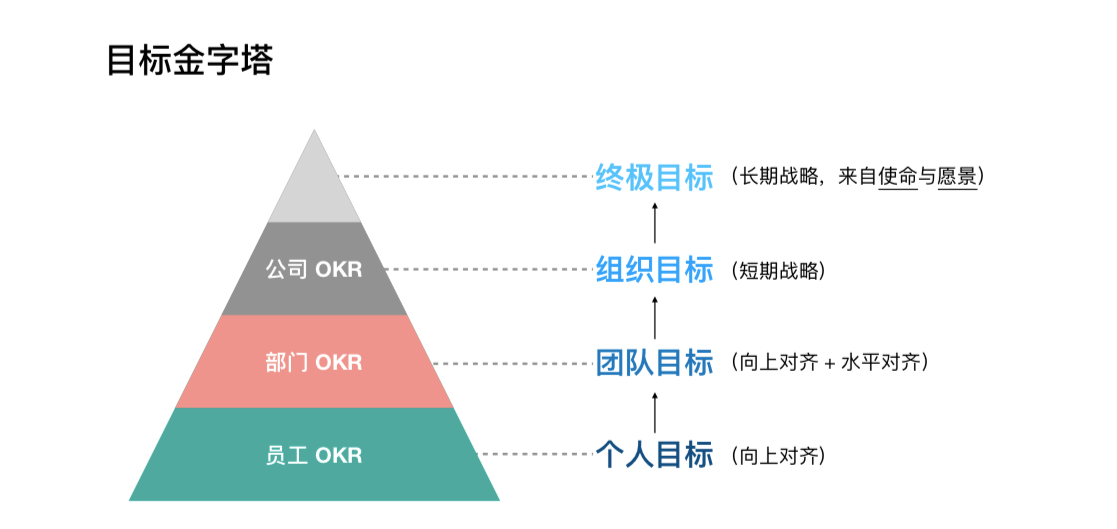 目标金字塔
终极目标（长期战略，来自使命与愿景）
公司 OKR 组织目标（短期战略）
部门 OKR 团队目标（向上对齐 + 水平对齐）
员工 OKR 个人目标（向上对齐）